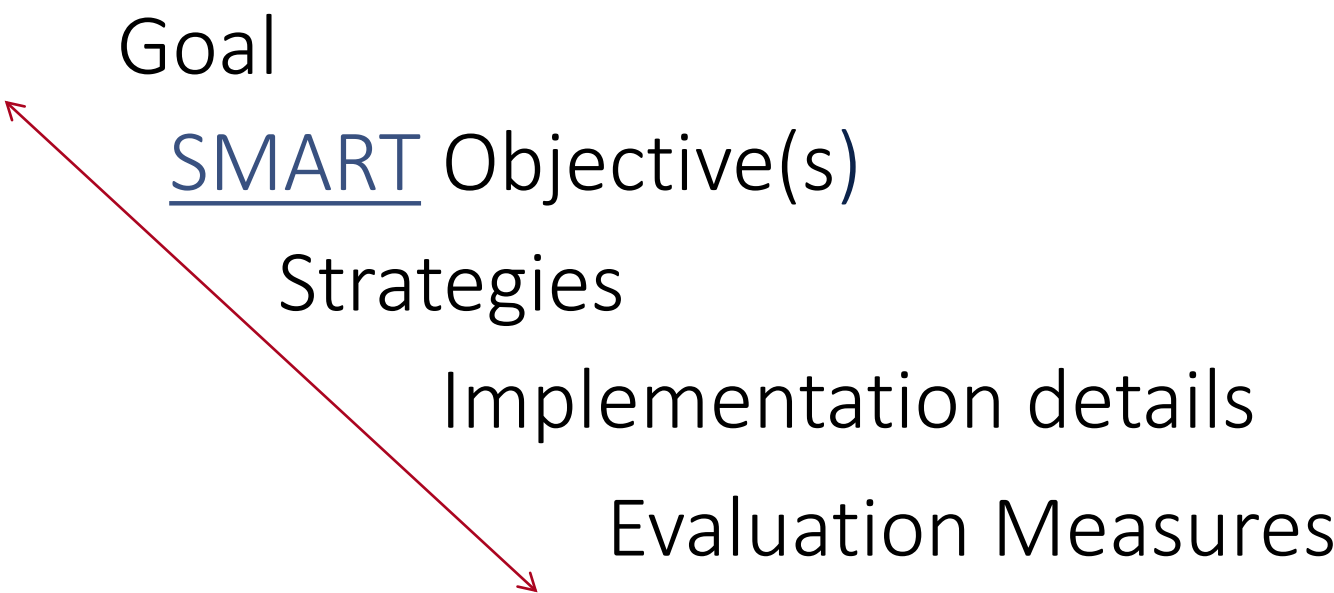 Goal
SMART Objective(s)
Strategies
Implementation details
Evaluation Measures